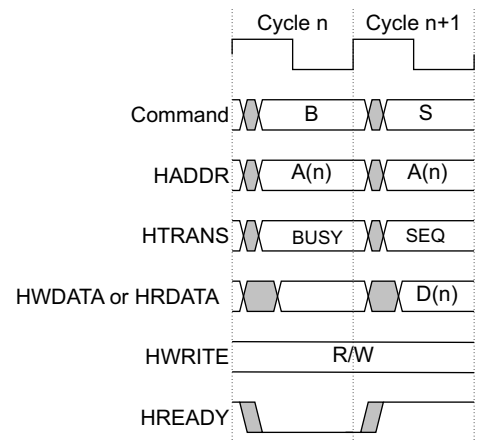 Cycle n Cycle n+1
Command B S
HADDR A(n) A(n)
HTRANS BUSY SEQ
HWDATA or HRDATA D(n)
HWRITE R/W
HREADY